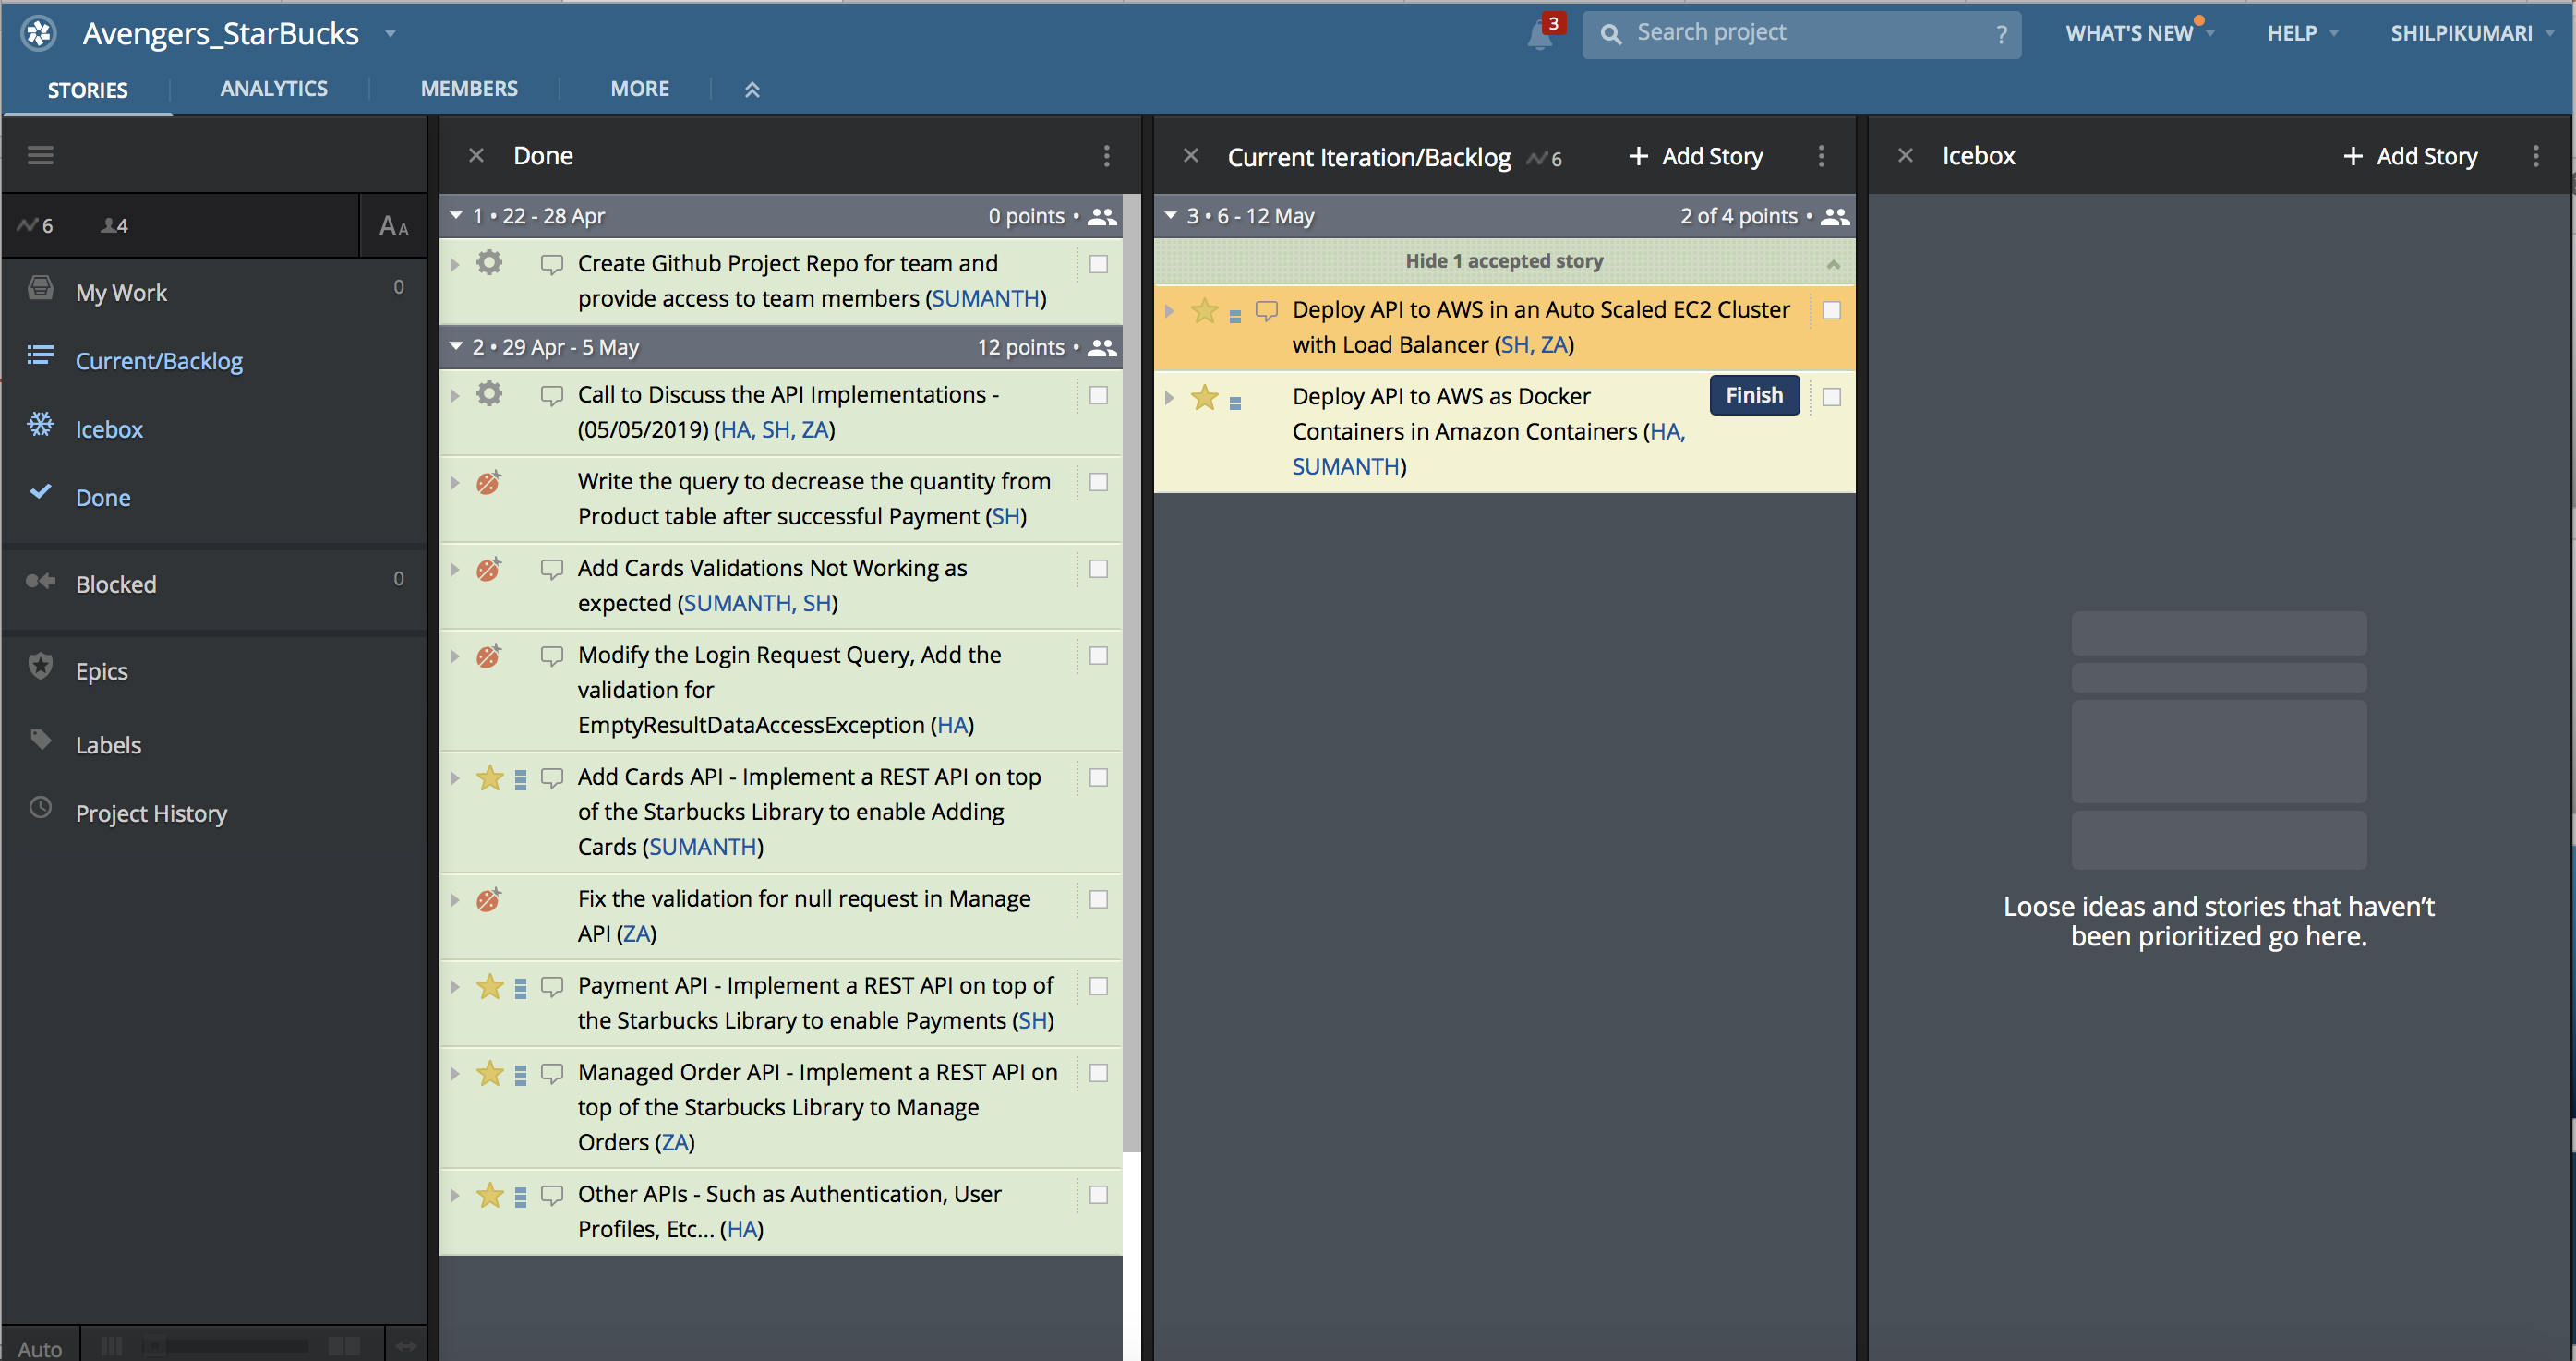 Avengers_StarBucks
3
Search project
?
WHAT'S NEW
HELP
SHILPIKUMARI
STORIES
ANALYTICS
MEMBERS
MORE
6
4
AA
My Work
0
Current/Backlog
Icebox
Done
Blocked
0
Epics
Labels
Project History
Auto
Done
1 • 22 - 28 Apr
0 points •
Create Github Project Repo for team and
provide access to team members (SUMANTH)
2 • 29 Apr - 5 May
12 points •
Call to Discuss the API Implementations -
(05/05/2019) (HA, SH, ZA)
Write the query to decrease the quantity from
Product table after successful Payment (SH)
Add Cards Validations Not Working as
expected (SUMANTH, SH)
Modify the Login Request Query, Add the
validation for
EmptyResultDataAccessException (HA)
Add Cards API - Implement a REST API on top
of the Starbucks Library to enable Adding
Cards (SUMANTH)
Fix the validation for null request in Manage
API (ZA)
Payment API - Implement a REST API on top of
the Starbucks Library to enable Payments (SH)
Managed Order API - Implement a REST API on
top of the Starbucks Library to Manage
Orders (ZA)
Other APIs - Such as Authentication, User
Profiles, Etc... (HA)
Current Iteration/Backlog
6
+ Add Story
3 • 6 - 12 May
2 of 4 points •
Hide 1 accepted story
Deploy API to AWS in an Auto Scaled EC2 Cluster
with Load Balancer (SH, ZA)
Deploy API to AWS as Docker
Containers in Amazon Containers (HA,
SUMANTH)
Finish
Icebox
+ Add Story
Loose ideas and stories that haven't
been prioritized go here.